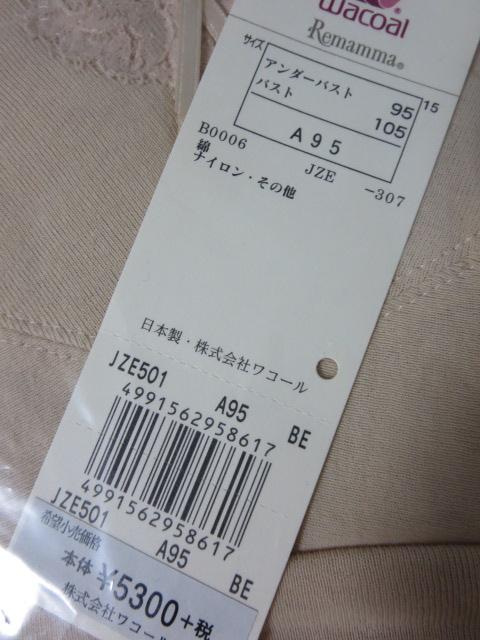 Wacoal
Remamma®
サイズ
アンダーバスト 95
バスト 105
15
A95
B0006 JZE -307
綿
ナイロン・その他
日本製・株式会社ワコール
JZE501 A95 BE
4991562958617
4991562958617
JZE501 A95 BE
希望小売価格
本体 ¥5300+税
株式会社ワコール